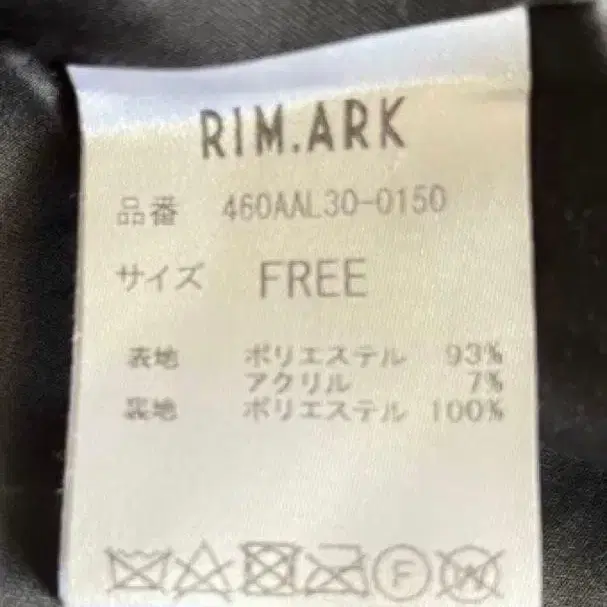 RIM.ARK
品番 460AAL30-0150
サイズ FREE
表地 ポリエステル 93%
アクリル 7%
裏地 ポリエステル 100%
F W